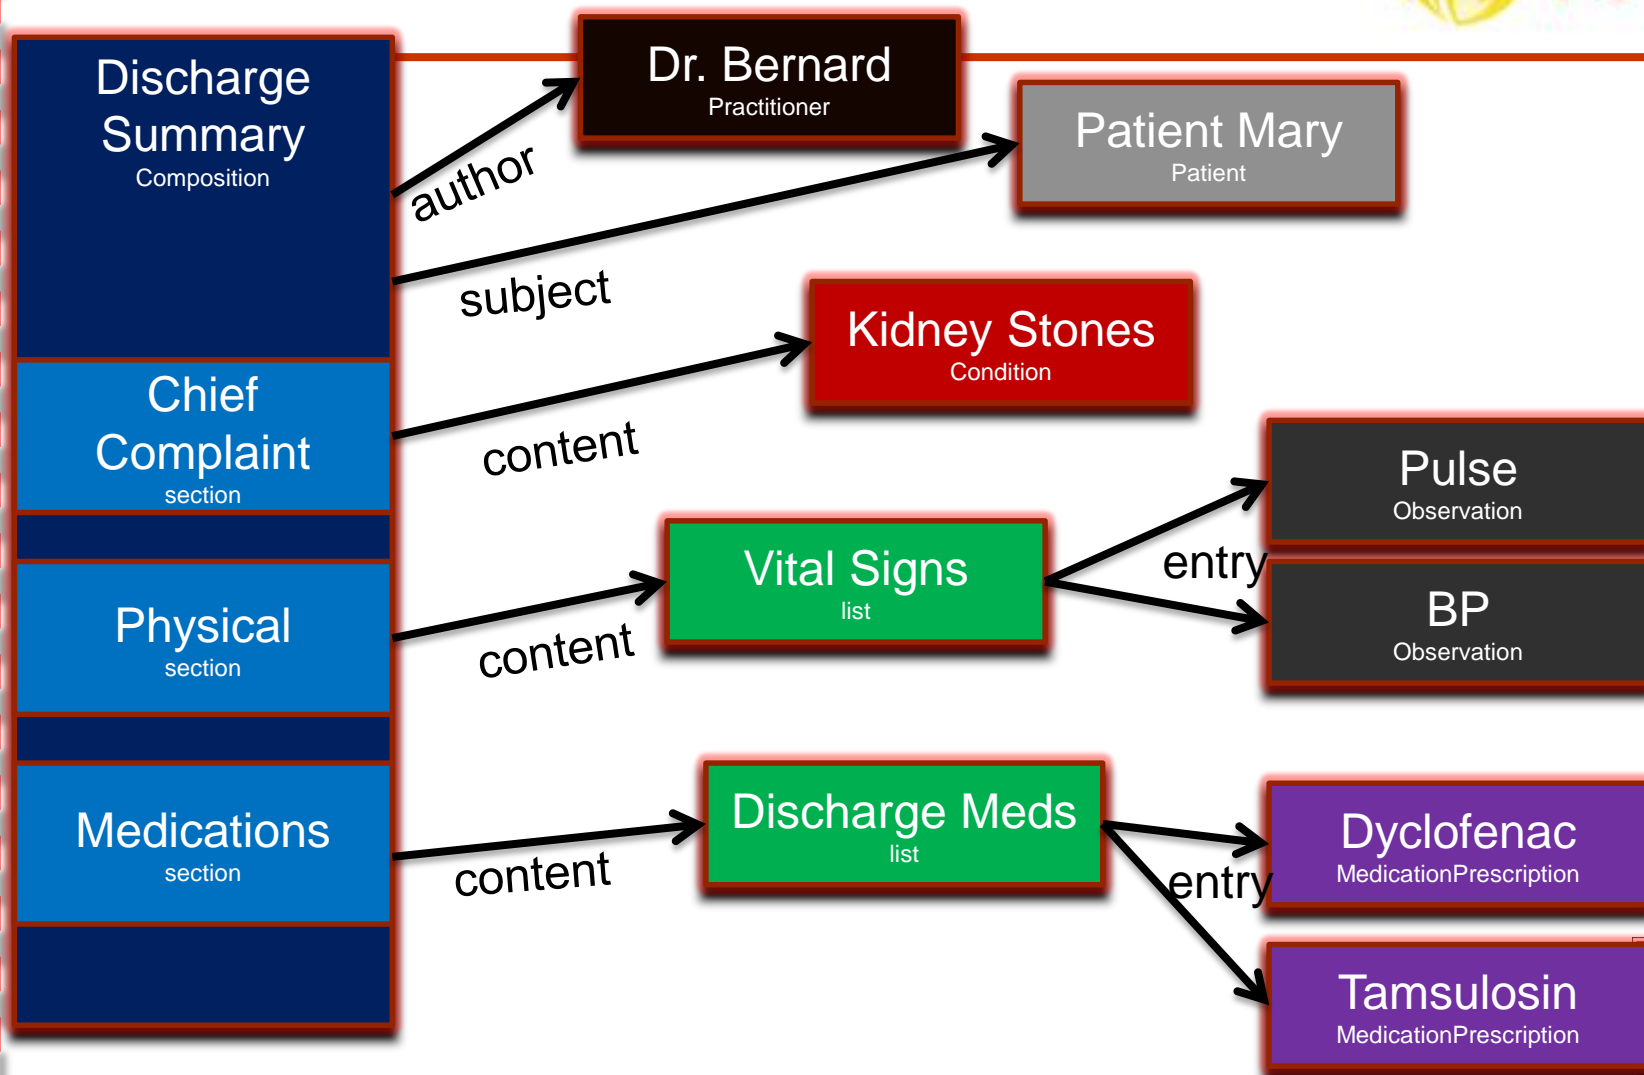 Discharge
Summary
Composition
Dr. Bernard
Practitioner
author
Patient Mary
Patient
subject
Kidney Stones
Condition
Chief
Complaint
section
content
Pulse
Observation
Vital Signs
list
entry
BP
Observation
Physical
section
content
Medications
section
Discharge Meds
list
content
entry
Dyclofenac
MedicationPrescription
Tamsulosin
MedicationPrescription